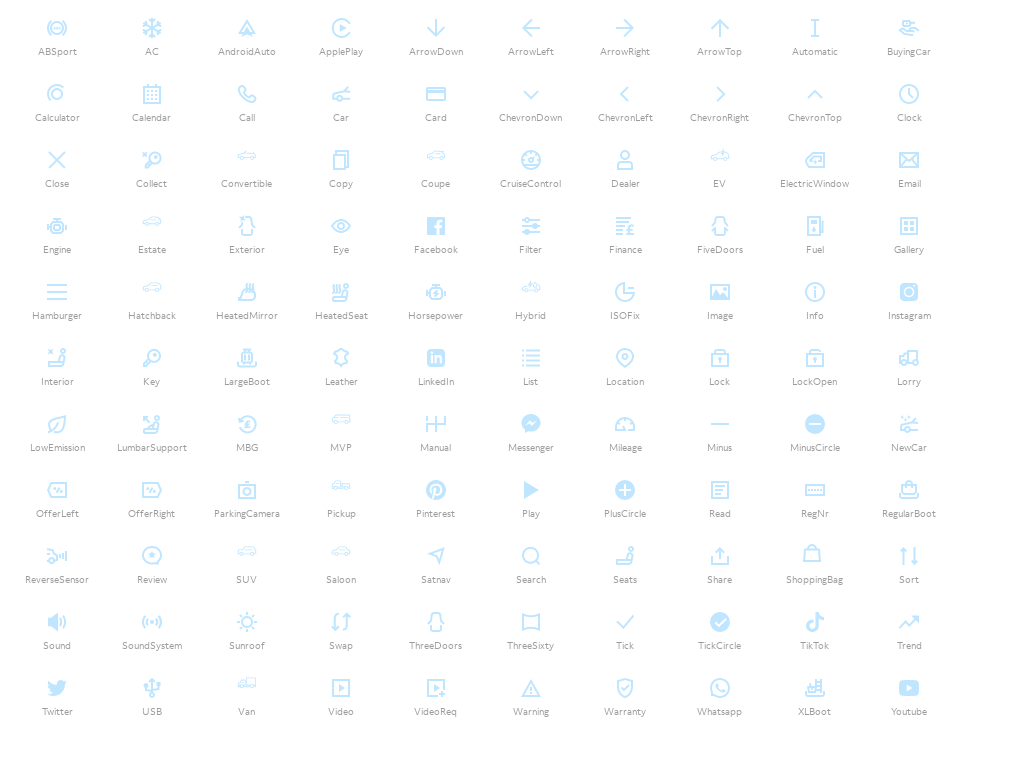 ABSport AC AndroidAuto ApplePlay ArrowDown ArrowLeft ArrowRight ArrowTop Automatic BuyingCar
Calculator Calendar Call Car Card ChevronDown ChevronLeft ChevronRight ChevronTop Clock
Close Collect Convertible Copy Coupe CruiseControl Dealer EV ElectricWindow Email
Engine Estate Exterior Eye Facebook Filter Finance FiveDoors Fuel Gallery
Hamburger Hatchback HeatedMirror HeatedSeat Horsepower Hybrid ISOFix Image Info Instagram
Interior Key LargeBoot Leather LinkedIn List Location Lock LockOpen Lorry
LowEmission LumbarSupport MBG MVP Manual Messenger Mileage Minus MinusCircle NewCar
OfferLeft OfferRight ParkingCamera Pickup Pinterest Play PlusCircle Read RegNr RegularBoot
ReverseSensor Review SUV Saloon Satnav Search Seats Share ShoppingBag Sort
Sound SoundSystem Sunroof Swap ThreeDoors ThreeSixty Tick TickCircle TikTok Trend
Twitter USB Van Video VideoReq Warning Warranty Whatsapp XLBoot Youtube